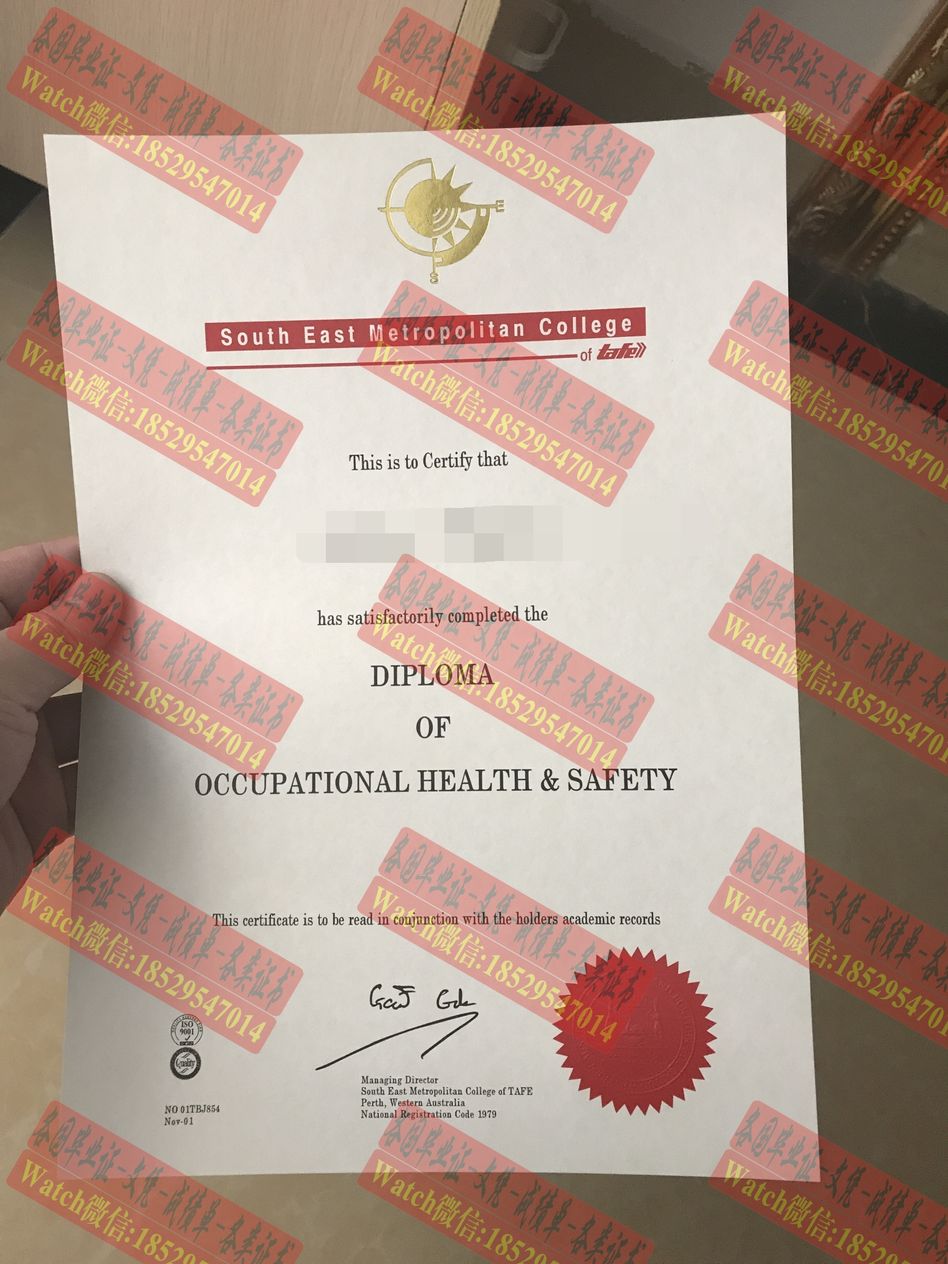 E
S
South East Metropolitan College
of tafe
This is to Certify that
has satisfactorily completed the
DIPLOMA
OF
OCCUPATIONAL HEALTH & SAFETY
This certificate is to be read in conjunction with the holders academic records
ISO
9001
Quality
Managing Director
South East Metropolitan College of TAFE
Perth, Western Australia
National Registration Code 1979
NO 01TBJ854
Nov-01
各国毕业证-文凭-成绩单-各类证书
Watch微信:18529547014